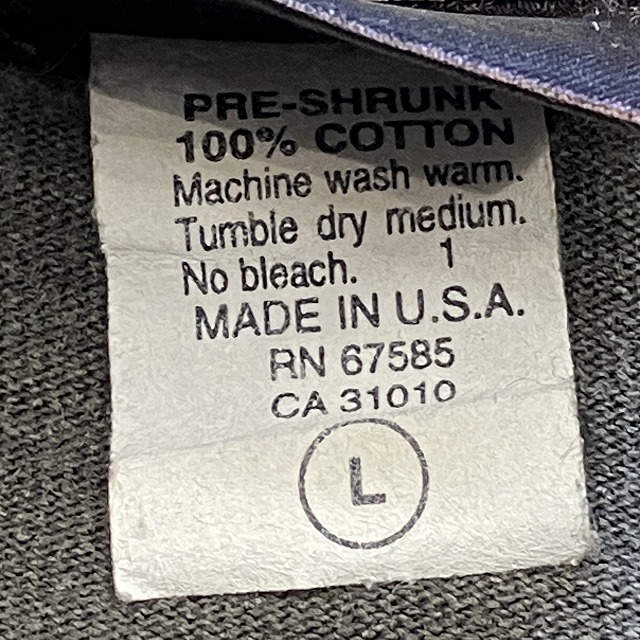 PRE-SHRUNK
100% COTTON
Machine wash warm.
Tumble dry medium.
No bleach. 1
MADE IN U.S.A.
RN 67585
CA 31010
L